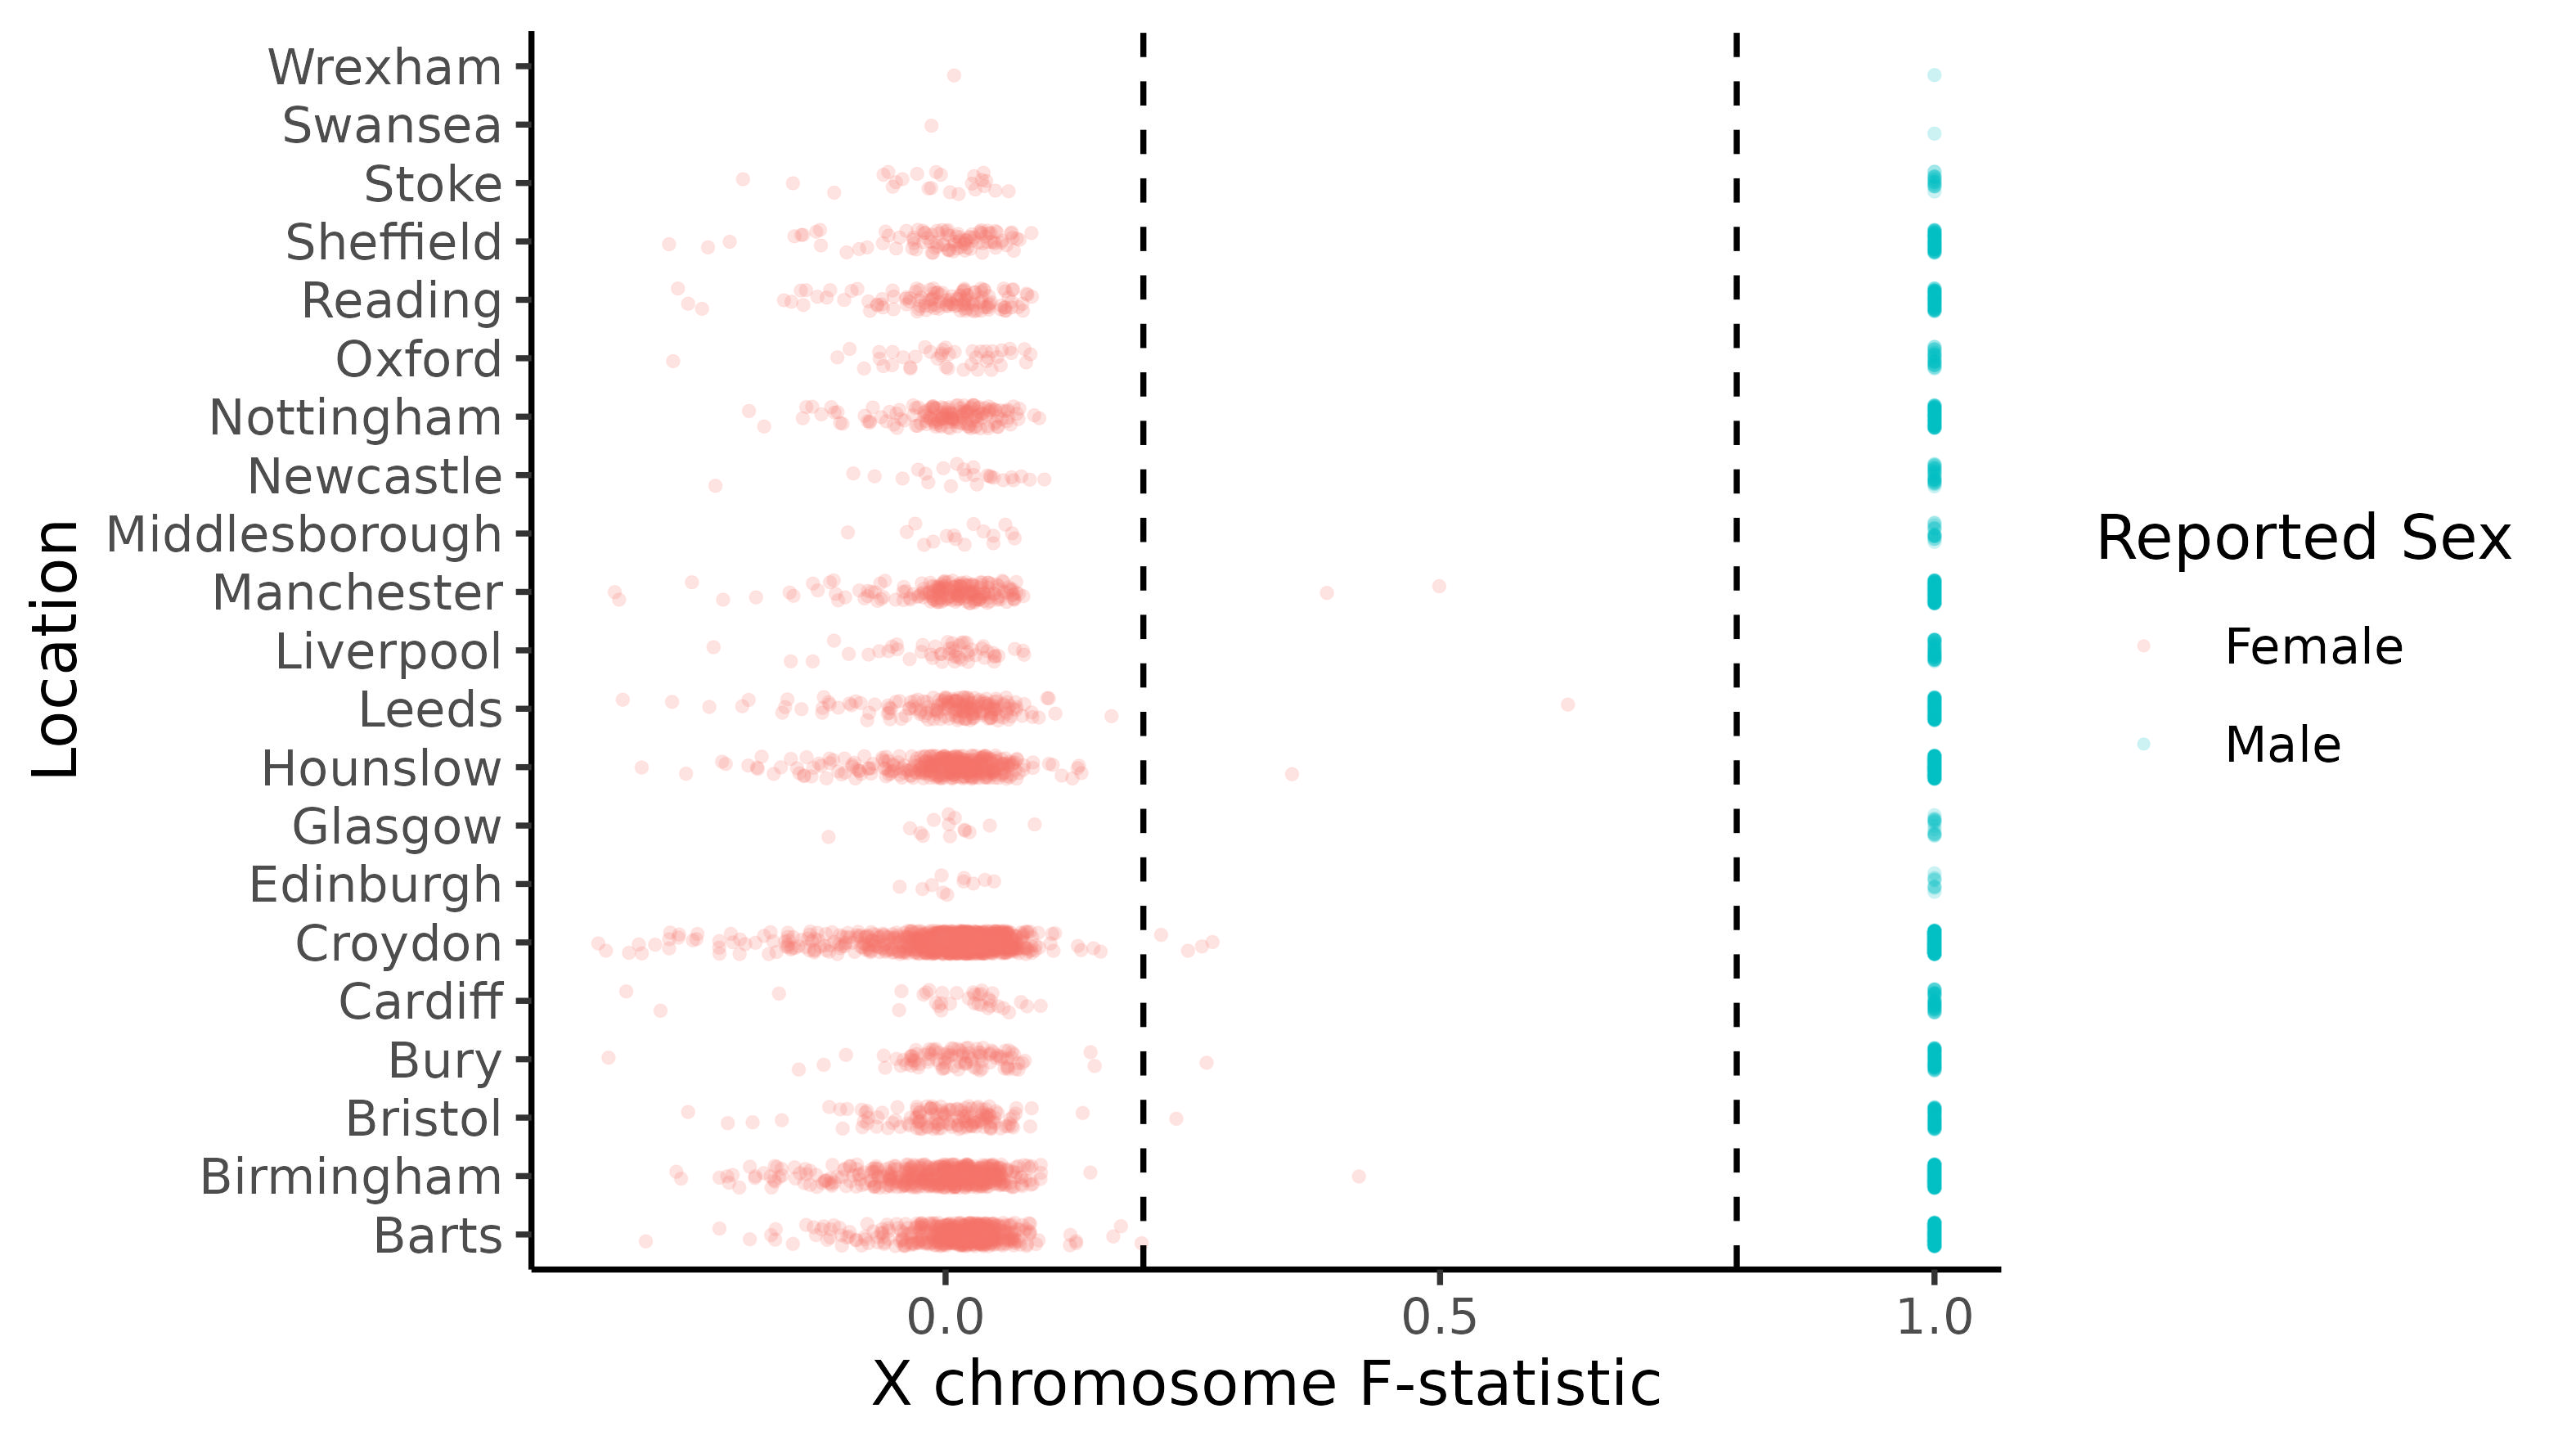 Wrexham
Swansea
Stoke
Sheffield
Reading
Oxford
Nottingham
Newcastle
Middlesborough
Manchester
Liverpool
Leeds
Hounslow
Glasgow
Edinburgh
Croydon
Cardiff
Bury
Bristol
Birmingham
Barts
Location
0.0 0.5 1.0
X chromosome F-statistic
Reported Sex
Female
Male